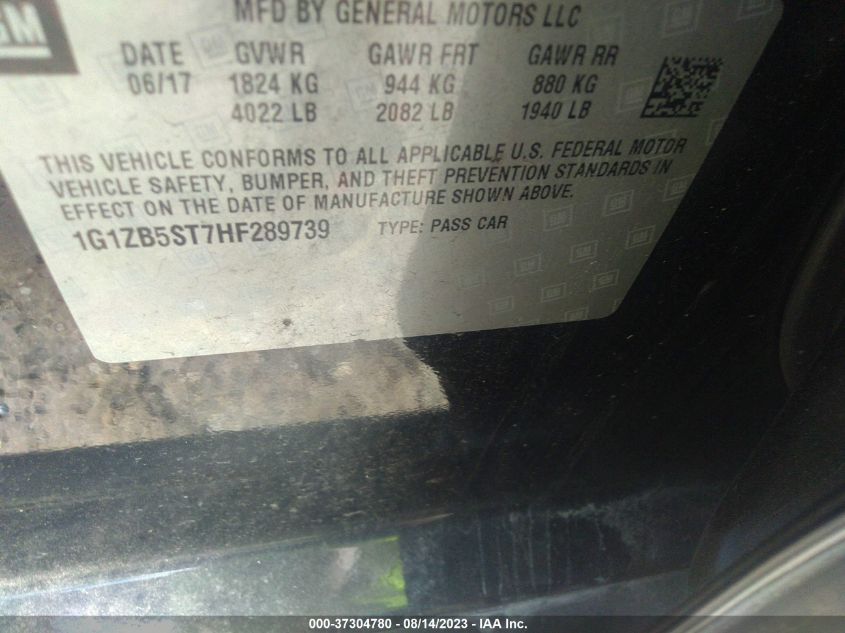 GM
MFD BY GENERAL MOTORS LLC
DATE GVWR GAWR FRT GAWR RR
06/17 1824 KG 944 KG 880 KG
4022 LB 2082 LB 1940 LB
THIS VEHICLE CONFORMS TO ALL APPLICABLE U.S. FEDERAL MOTOR
VEHICLE SAFETY, BUMPER, AND THEFT PREVENTION STANDARDS IN
EFFECT ON THE DATE OF MANUFACTURE SHOWN ABOVE.
1G1ZB5ST7HF289739 TYPE: PASS CAR
000-37304780 - 08/14/2023 - IAA Inc.